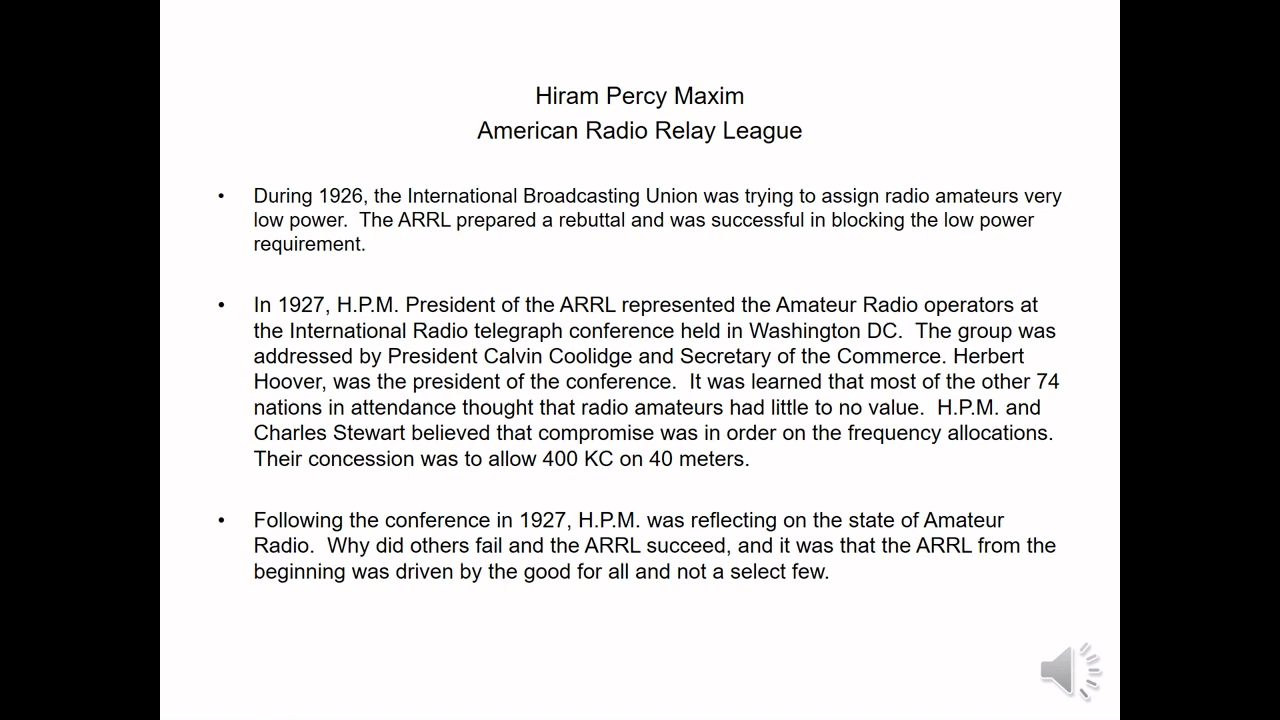 Hiram Percy Maxim
American Radio Relay League
• During 1926, the International Broadcasting Union was trying to assign radio amateurs very
low power.  The ARRL prepared a rebuttal and was successful in blocking the low power
requirement.
• In 1927, H.P.M. President of the ARRL represented the Amateur Radio operators at
the International Radio telegraph conference held in Washington DC.  The group was
addressed by President Calvin Coolidge and Secretary of the Commerce. Herbert
Hoover, was the president of the conference.  It was learned that most of the other 74
nations in attendance thought that radio amateurs had little to no value.  H.P.M. and
Charles Stewart believed that compromise was in order on the frequency allocations.
Their concession was to allow 400 KC on 40 meters.
• Following the conference in 1927, H.P.M. was reflecting on the state of Amateur
Radio.  Why did others fail and the ARRL succeed, and it was that the ARRL from the
beginning was driven by the good for all and not a select few.